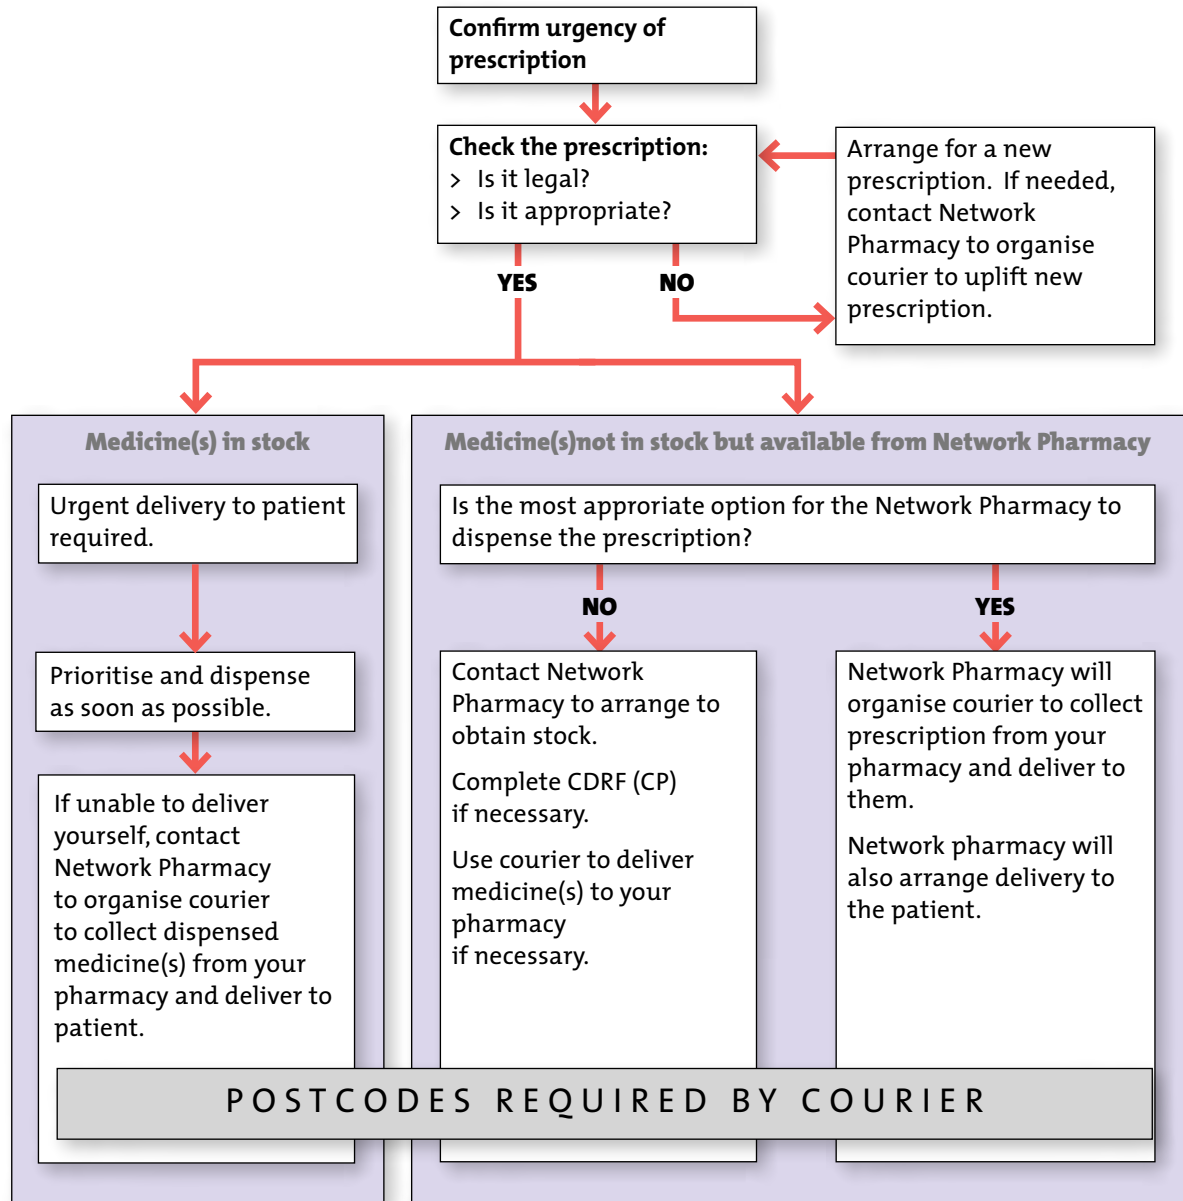 Confirm urgency of
prescription
Check the prescription:
> Is it legal?
> Is it appropriate?
Arrange for a new
prescription.  If needed,
contact Network
Pharmacy to organise
courier to uplift new
prescription.
YES
NO
Medicine(s) in stock
Urgent delivery to patient
required.
Prioritise and dispense
as soon as possible.
If unable to deliver
yourself, contact
Network Pharmacy
to organise courier
to collect dispensed
medicine(s) from your
pharmacy and deliver to
patient.
Medicine(s)not in stock but available from Network Pharmacy
Is the most approriate option for the Network Pharmacy to
dispense the prescription?
NO
YES
Contact Network
Pharmacy to arrange to
obtain stock.
Complete CDRF (CP)
if necessary.
Use courier to deliver
medicine(s) to your
pharmacy
if necessary.
Network Pharmacy will
organise courier to collect
prescription from your
pharmacy and deliver to
them.
Network pharmacy will
also arrange delivery to
the patient.
POSTCODES REQUIRED BY COURIER